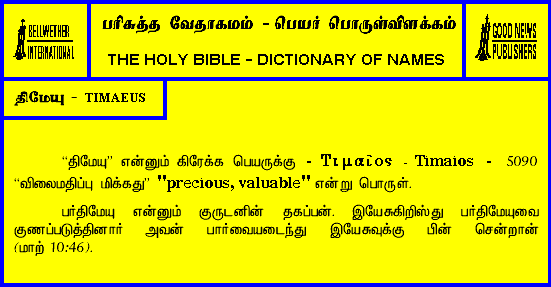 BELLWETHER
INTERNATIONAL
பரிசுத்த வேதாகமம் - பெயர் பொருள்விளக்கம்
THE HOLY BIBLE - DICTIONARY OF NAMES
GOOD NEWS
PUBLISHERS
திமேயு - TIMAEUS
“திமேயு” என்னும் கிரேக்க பெயருக்கு - Τιμαῖος - Timaios - 5090
“விலைமதிப்பு மிக்கது” "precious, valuable" என்று பொருள்.
பர்திமேயு என்னும் குருடனின் தகப்பன். இயேசுகிறிஸ்து பர்திமேயுவை
குணப்படுத்தினார் அவன் பார்வையடைந்து இயேசுவுக்கு பின் சென்றான்
(மாற் 10:46).